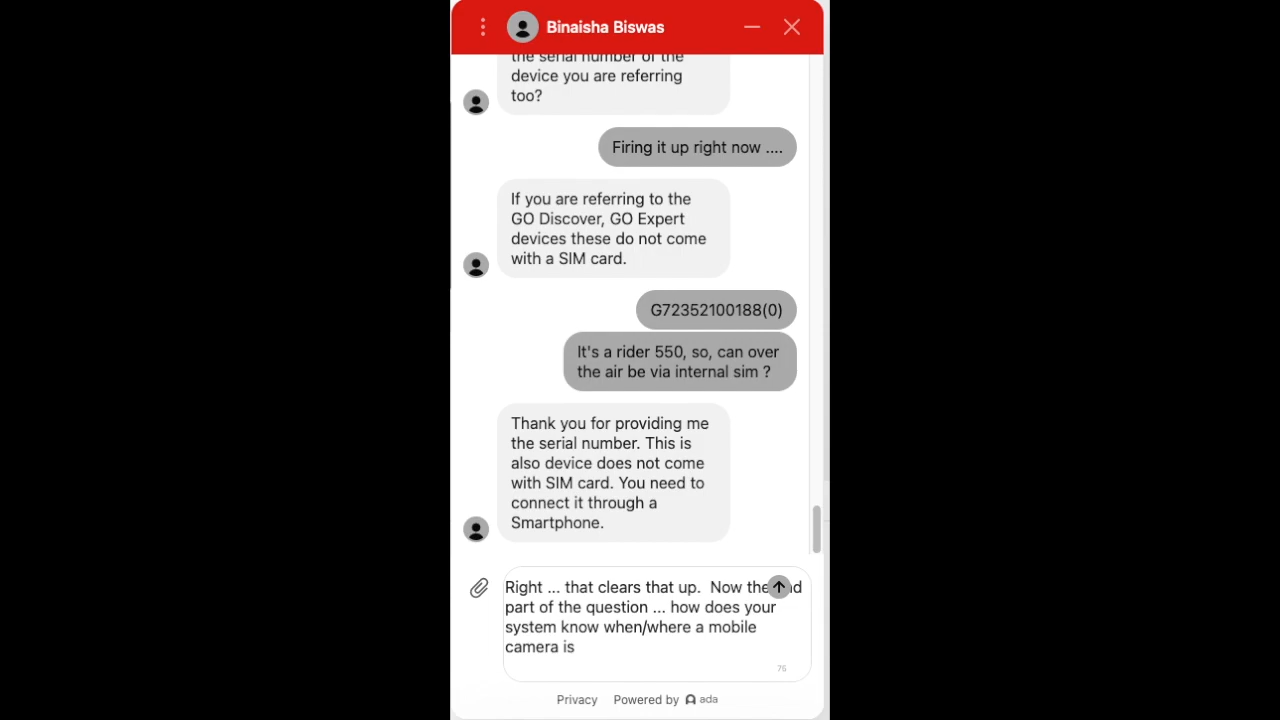 Binaisha Biswas
the serial number of the
device you are referring
too?
Firing it up right now ....
If you are referring to the
GO Discover, GO Expert
devices these do not come
with a SIM card.
G72352100188(0)
It's a rider 550, so, can over
the air be via internal sim ?
Thank you for providing me
the serial number. This is
also device does not come
with SIM card. You need to
connect it through a
Smartphone.
Right ... that clears that up.  Now the
part of the question ... how does your
system know when/where a mobile
camera is
75
Privacy
Powered by ada